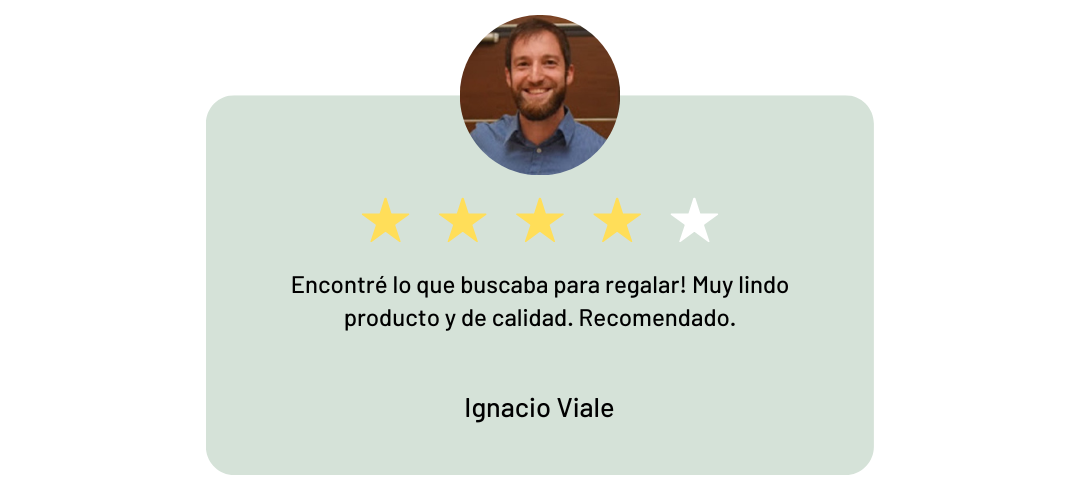 Encontré lo que buscaba para regalar! Muy lindo
producto y de calidad. Recomendado.
Ignacio Viale